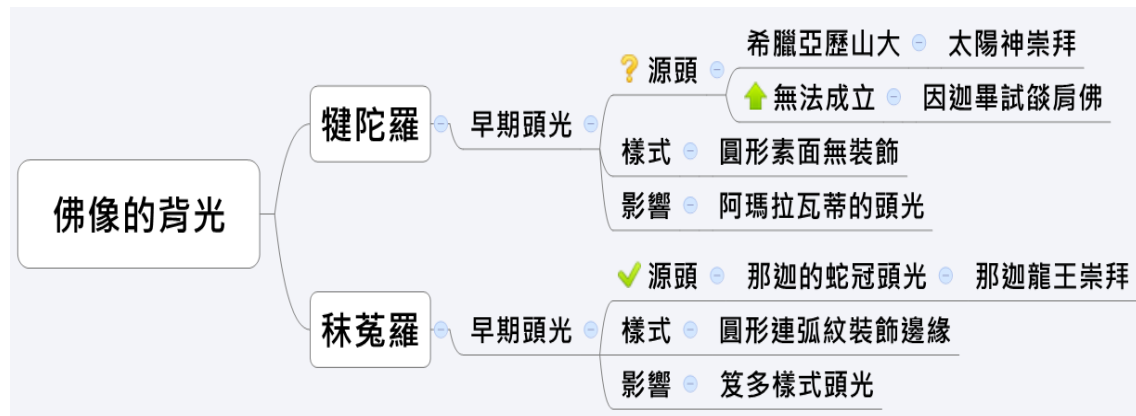 佛像的背光
犍陀羅
早期頭光
源頭
希臘亞歷山大
太陽神崇拜
無法成立
因迦畢試燄肩佛
樣式
圓形素面無裝飾
影響
阿瑪拉瓦蒂的頭光
秣菟羅
早期頭光
源頭
那迦的蛇冠頭光
那迦龍王崇拜
樣式
圓形連弧紋裝飾邊緣
影響
笈多樣式頭光